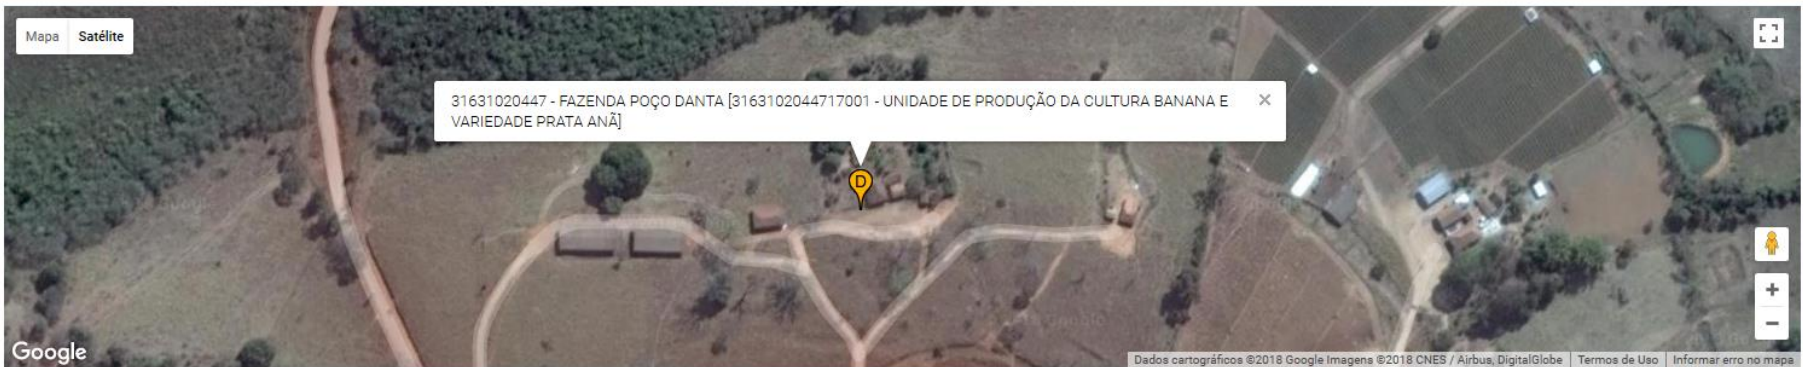 Mapa Satélite
31631020447 - FAZENDA POÇO DANTA [3163102044717001 - UNIDADE DE PRODUÇÃO DA CULTURA BANANA E
VARIEDADE PRATA ANÃ]
D
Google
Dados cartográficos ©2018 Google Imagens ©2018 CNES / Airbus, DigitalGlobe Termos de Uso Informar erro no mapa